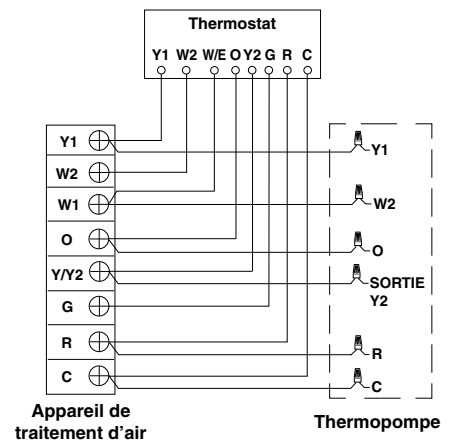 Thermostat
Y1 W2 W/E O Y2 G R C
Y1
W2
W1
O
Y/Y2
G
R
C
Y1
W2
O
SORTIE
Y2
R
C
Appareil de
traitement d'air
Thermopompe